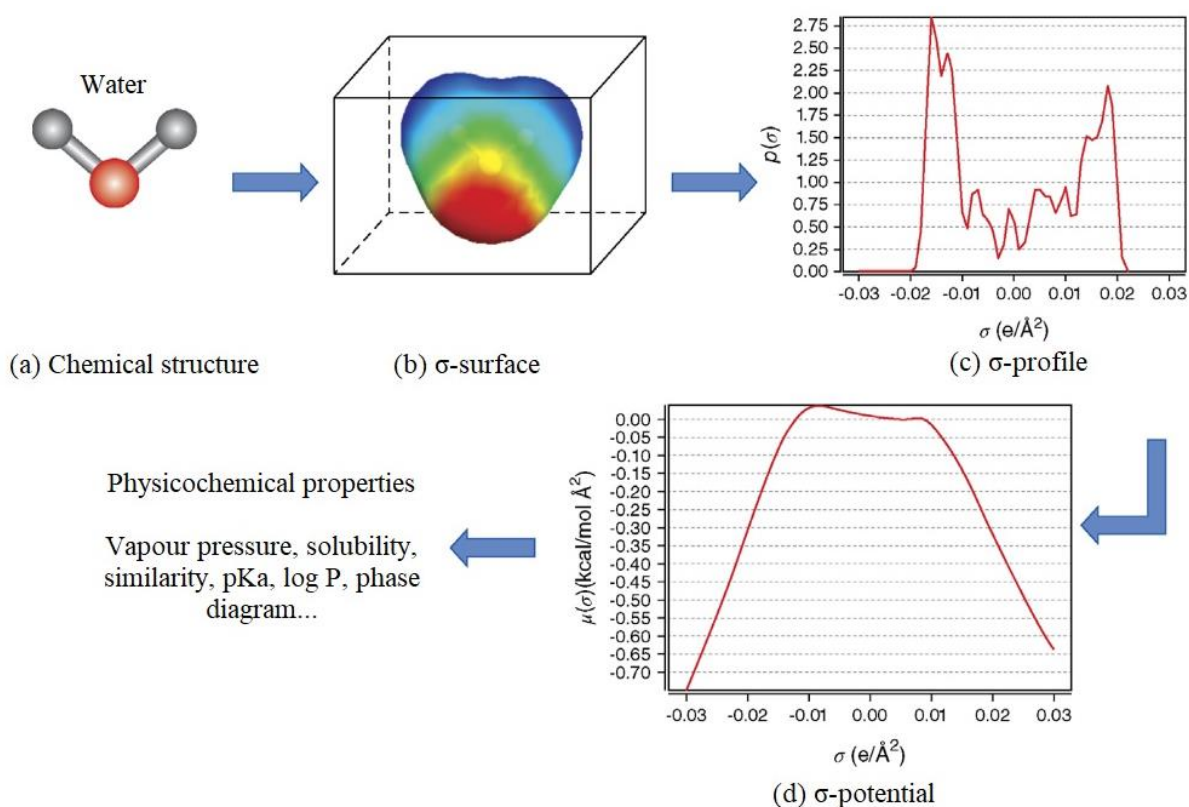 Water
(a) Chemical structure
(b) σ-surface
2.75
2.50
2.25
2.00
1.75
1.50
1.25
1.00
0.75
0.50
0.25
0.00
p(σ)
-0.03 -0.02 -0.01 0.00 0.01 0.02 0.03
σ (e/Å²)
(c) σ-profile
Physicochemical properties
Vapour pressure, solubility,
similarity, pKa, log P, phase
diagram...
0.00
-0.05
-0.10
-0.15
-0.20
-0.25
-0.30
-0.35
-0.40
-0.45
-0.50
-0.55
-0.60
-0.65
-0.70
μ(σ)(kcal/mol Å²)
-0.03 -0.02 -0.01 0.00 0.01 0.02 0.03
σ (e/Å²)
(d) σ-potential